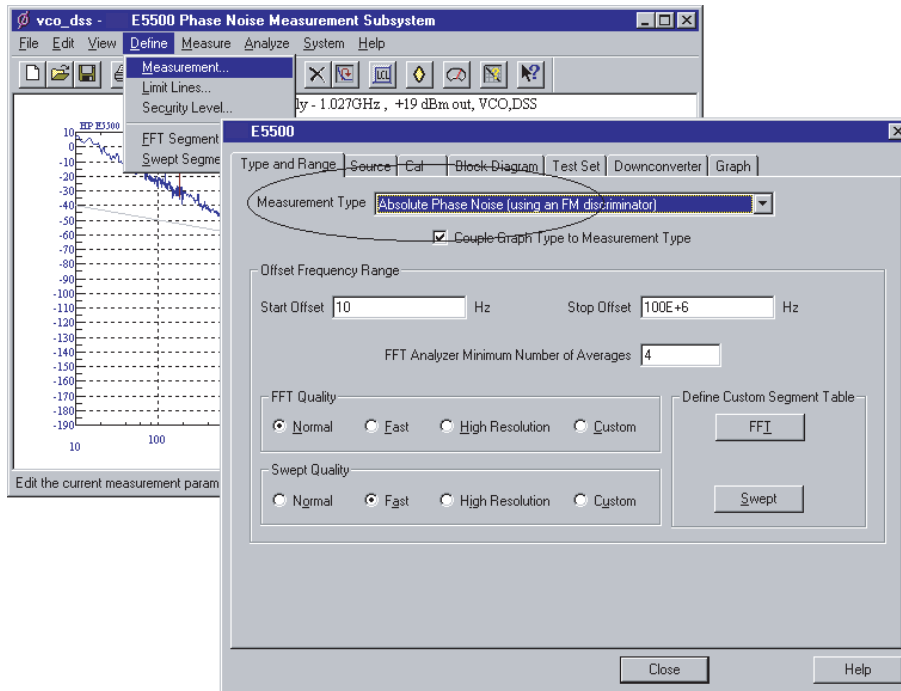 vco_dss - E5500 Phase Noise Measurement Subsystem
File Edit View Define Measure Analyze System Help
Measurement...
Limit Lines...
Security Level...
FFT Segment
Swept Segme
ly - 1.027GHz , +19 dBm out, VCO,DSS
HP E5500
10
0
-10
-20
-30
-40
-50
-60
-70
-80
-90
-100
-110
-120
-130
-140
-150
-160
-170
-180
-190
10 100
Edit the current measurement param
E5500
Type and Range Source Cal Block Diagram Test Set Downconverter Graph
Measurement Type Absolute Phase Noise (using an FM discriminator)
Couple Graph Type to Measurement Type
Offset Frequency Range
Start Offset 10 Hz Stop Offset 100E+6 Hz
FFT Analyzer Minimum Number of Averages 4
FFT Quality
Normal Fast High Resolution Custom
Swept Quality
Normal Fast High Resolution Custom
Define Custom Segment Table
FFT
Swept
Close Help